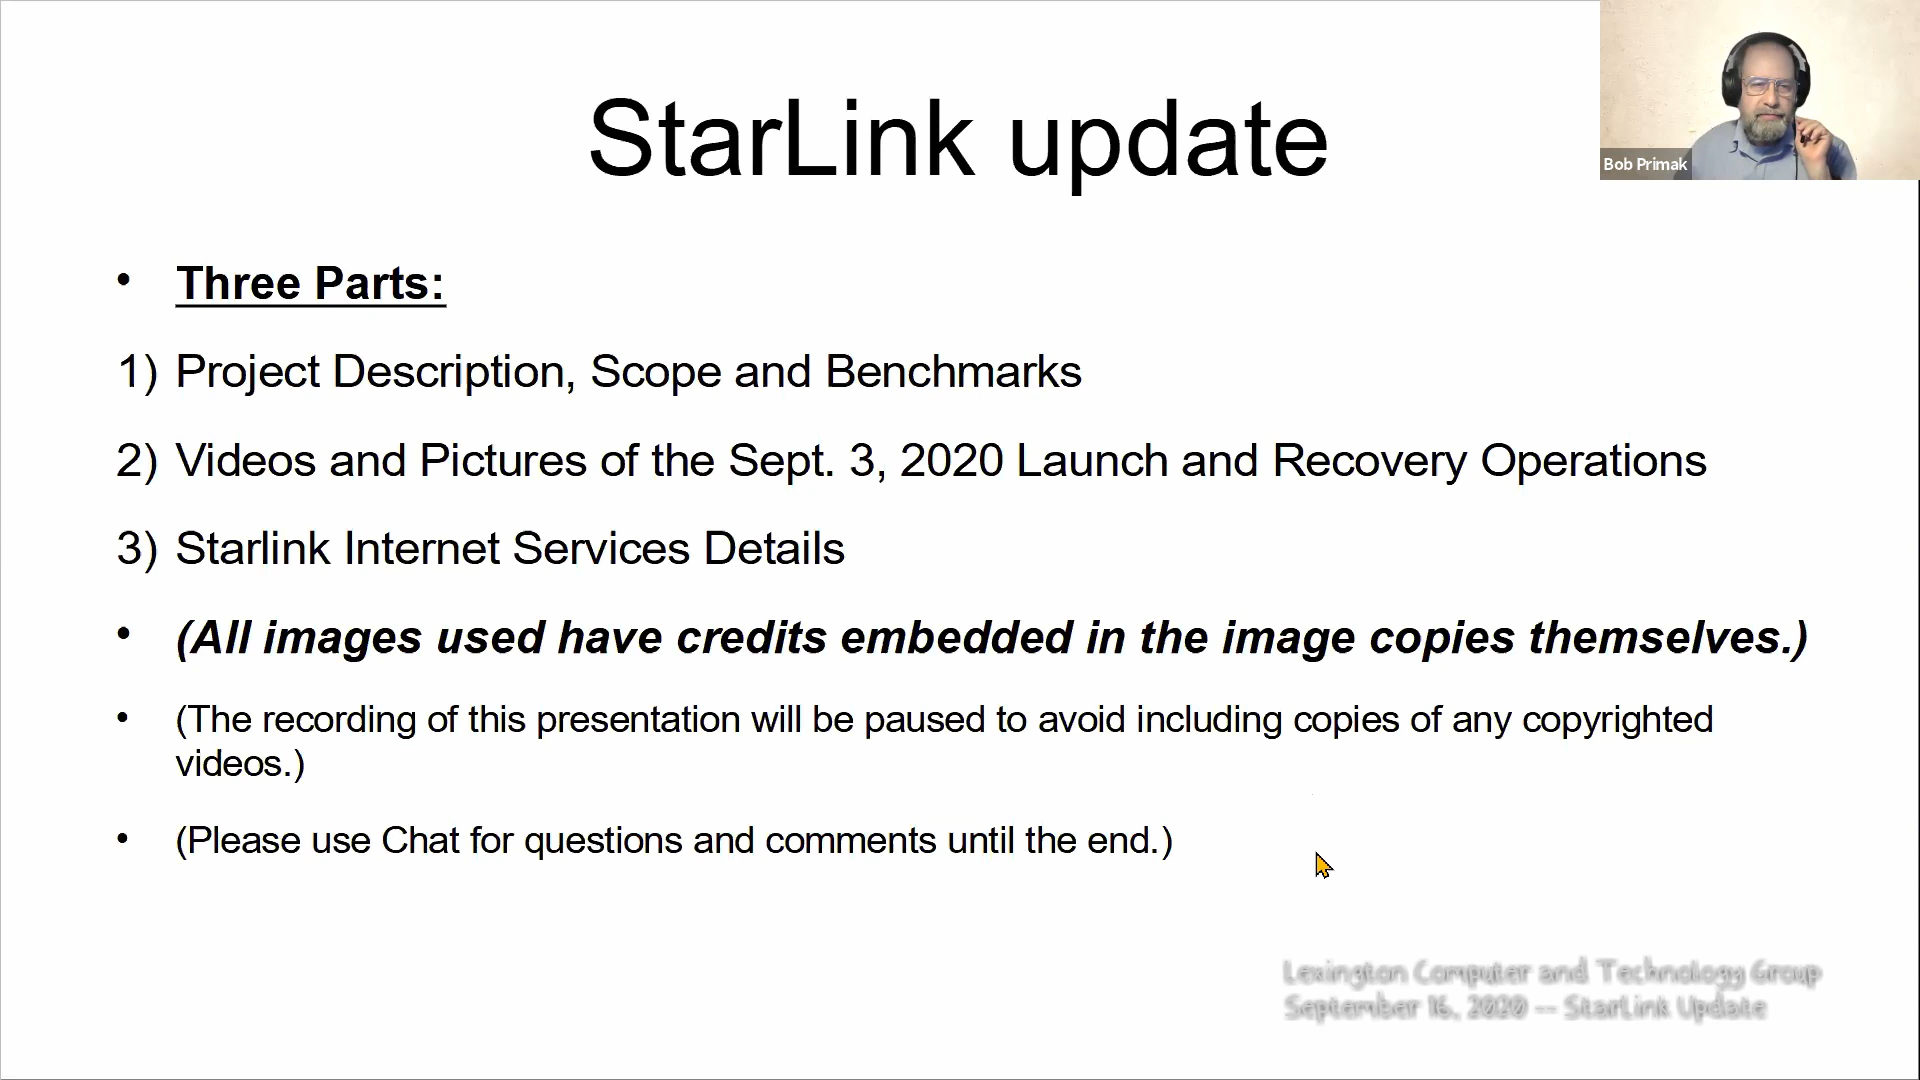 StarLink update
Bob Primak
• Three Parts:
1) Project Description, Scope and Benchmarks
2) Videos and Pictures of the Sept. 3, 2020 Launch and Recovery Operations
3) Starlink Internet Services Details
• (All images used have credits embedded in the image copies themselves.)
• (The recording of this presentation will be paused to avoid including copies of any copyrighted
videos.)
• (Please use Chat for questions and comments until the end.)
Lexington Computer and Technology Group
September 16, 2020 -- StarLink Update